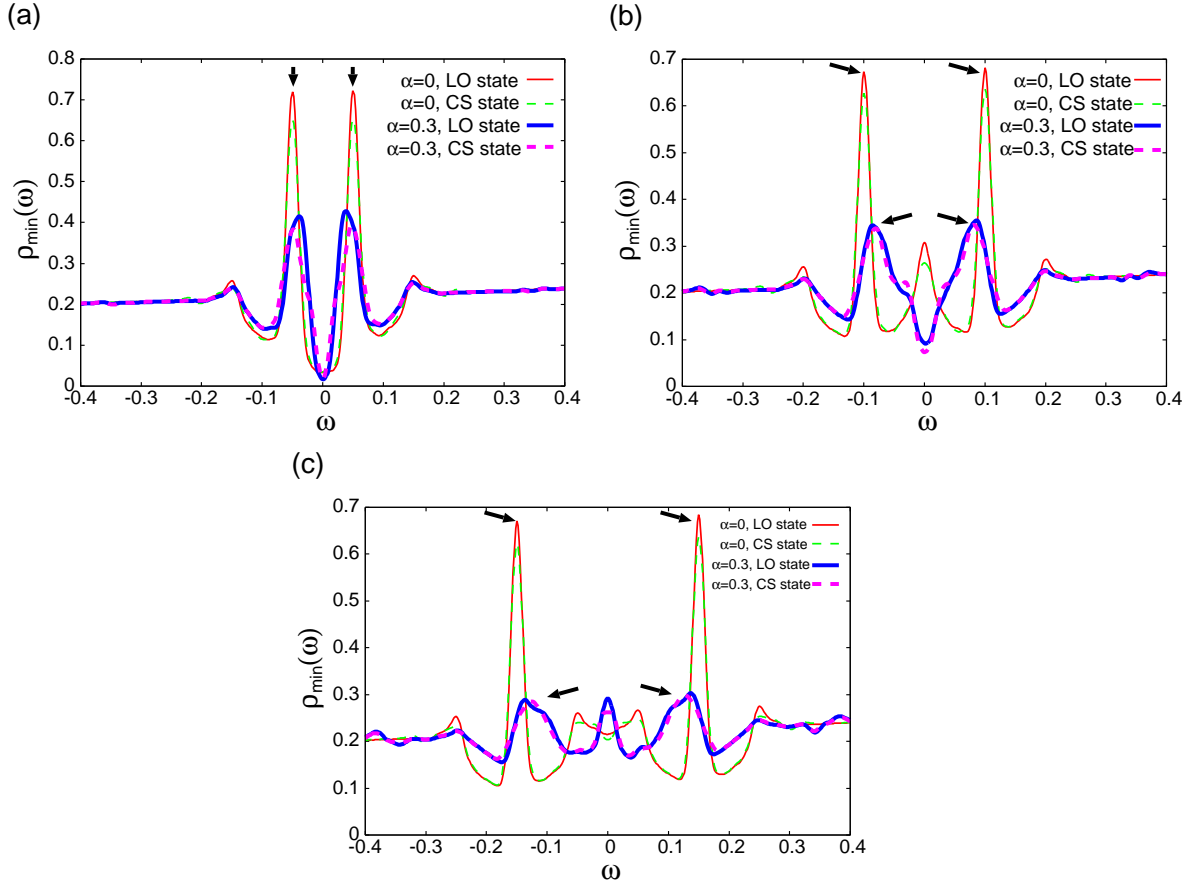 (a)
0.8
0.7
0.6
0.5
0.4
0.3
0.2
0.1
0
-0.4 -0.3 -0.2 -0.1 0 0.1 0.2 0.3 0.4
ρmin(ω)
ω
α=0, LO state
α=0, CS state
α=0.3, LO state
α=0.3, CS state
(b)
0.7
0.6
0.5
0.4
0.3
0.2
0.1
0
-0.4 -0.3 -0.2 -0.1 0 0.1 0.2 0.3 0.4
ρmin(ω)
ω
α=0, LO state
α=0, CS state
α=0.3, LO state
α=0.3, CS state
(c)
0.7
0.6
0.5
0.4
0.3
0.2
0.1
0
-0.4 -0.3 -0.2 -0.1 0 0.1 0.2 0.3 0.4
ρmin(ω)
ω
α=0, LO state
α=0, CS state
α=0.3, LO state
α=0.3, CS state